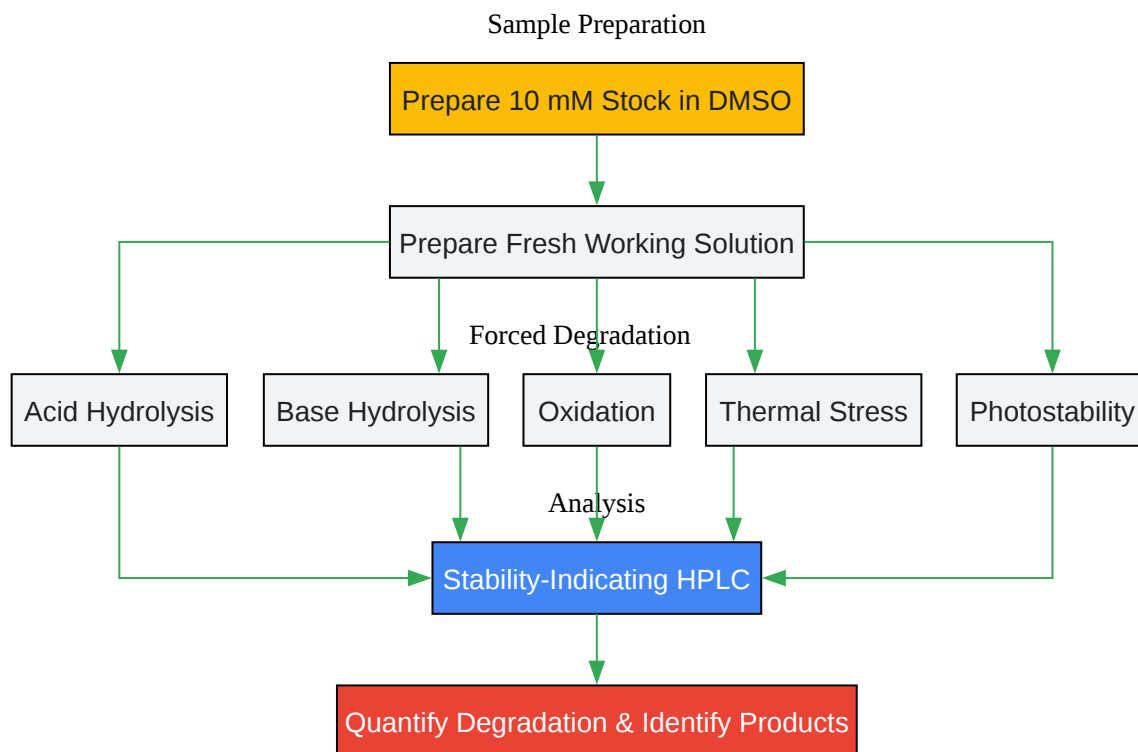 Sample Preparation
Prepare 10 mM Stock in DMSO
Prepare Fresh Working Solution
Forced Degradation
Acid Hydrolysis
Base Hydrolysis
Oxidation
Thermal Stress
Photostability
Analysis
Stability-Indicating HPLC
Quantify Degradation & Identify Products